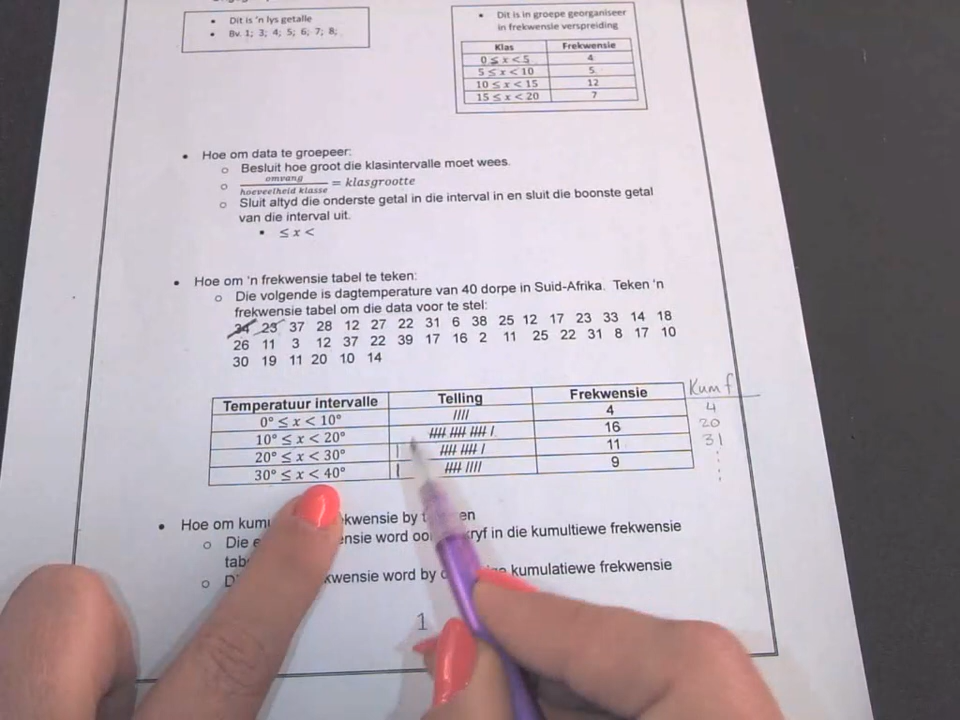 Dit is 'n lys getalle
Bv. 1; 3; 4; 5; 6; 7; 8;
Dit is in groepe georganiseer
in frekwensie verspreiding
Klas Frekwensie
0 ≤ x < 5 4
5 ≤ x < 10 5
10 ≤ x < 15 12
15 ≤ x < 20 7
Hoe om data te groepeer:
Besluit hoe groot die klasintervalle moet wees.
omvang / hoeveelheid klasse = klasgrootte
Sluit altyd die onderste getal in die interval in en sluit die boonste getal
van die interval uit.
≤ x <
Hoe om 'n frekwensie tabel te teken:
Die volgende is dagtemperature van 40 dorpe in Suid-Afrika. Teken 'n
frekwensie tabel om die data voor te stel:
34 23 37 28 12 27 22 31 6 38 25 12 17 23 33 14 18
26 11 3 12 37 22 39 17 16 2 11 25 22 31 8 17 10
30 19 11 20 10 14
Kum f
Temperatuur intervalle Telling Frekwensie
0° ≤ x < 10° //// 4 4
10° ≤ x < 20° 16 20
20° ≤ x < 30° 11 31
30° ≤ x < 40° 9
Hoe om kwensie by t en
Die ensie word kryf in die kumultiewe frekwensie
kwensie word by kumulatiewe frekwensie
1